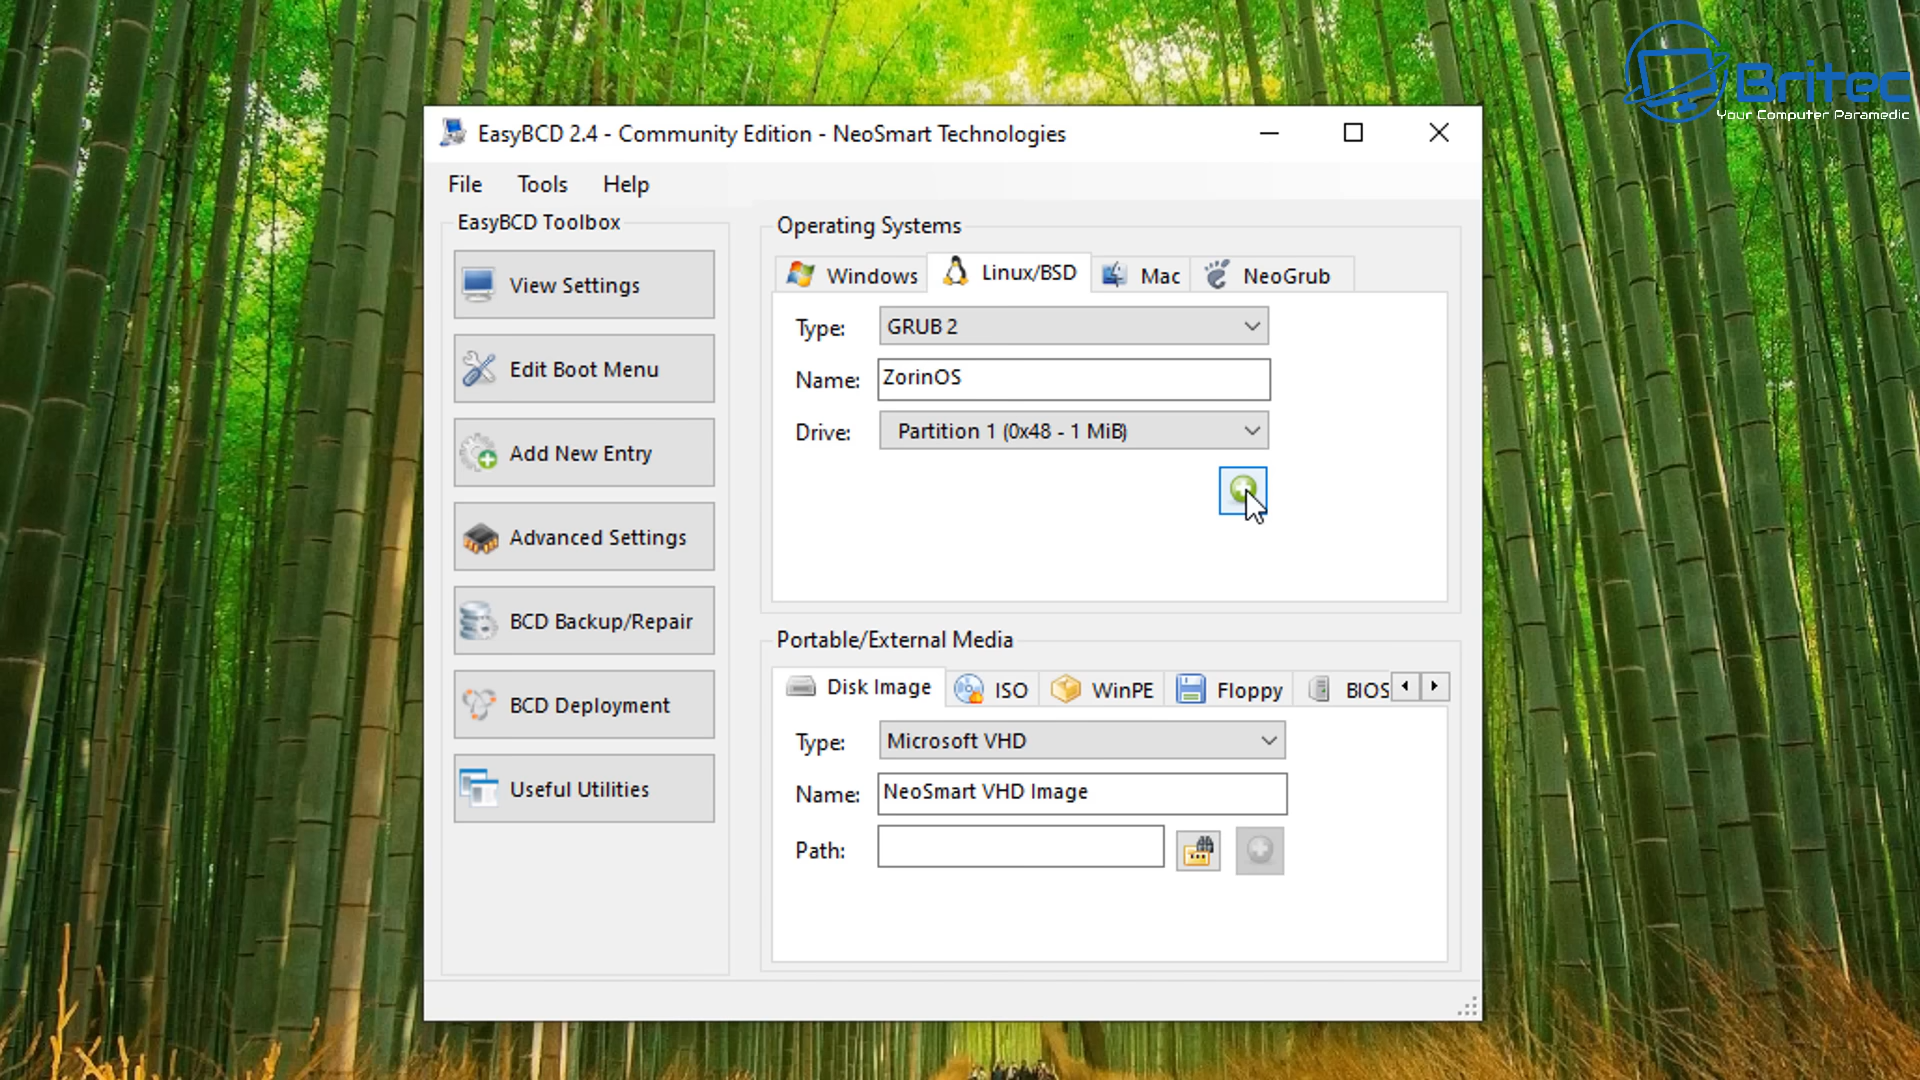 Britec
Your Computer Paramedic
EasyBCD 2.4 - Community Edition - NeoSmart Technologies
File Tools Help
EasyBCD Toolbox
View Settings
Edit Boot Menu
Add New Entry
Advanced Settings
BCD Backup/Repair
BCD Deployment
Useful Utilities
Operating Systems
Windows Linux/BSD Mac NeoGrub
Type: GRUB 2
Name: ZorinOS
Drive: Partition 1 (0x48 - 1 MiB)
Portable/External Media
Disk Image ISO WinPE Floppy BIOS
Type: Microsoft VHD
Name: NeoSmart VHD Image
Path: